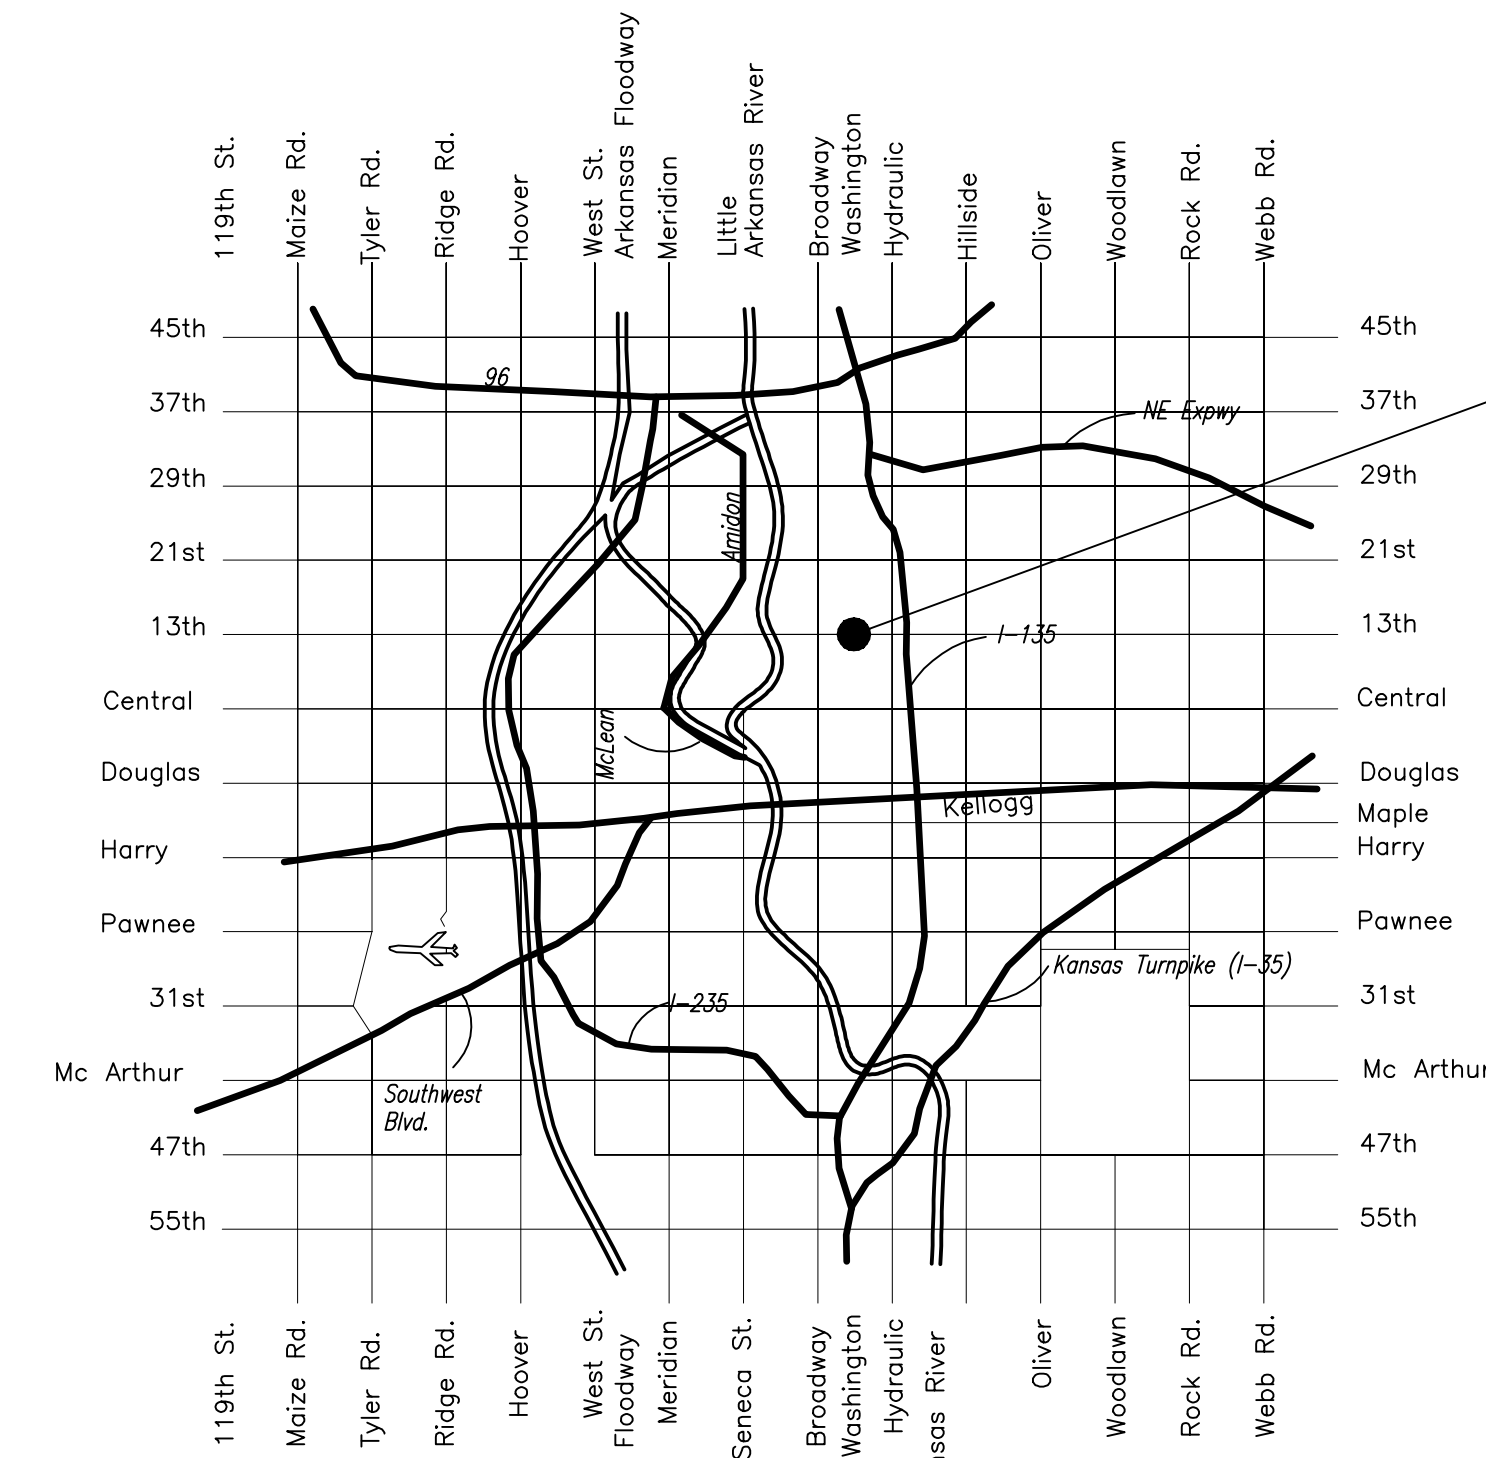 119th St.
Maize Rd.
Tyler Rd.
Ridge Rd.
Hoover
West St.
Arkansas Floodway
Meridian
LIttle
Arkansas River
Broadway
Washington
Hydraulic
Hillside
Oliver
Woodlawn
Rock Rd.
Webb Rd.
45th
45th
96
37th
37th
NE Expwy
29th
29th
Amidon
21st
21st
13th
13th
I-135
Central
Central
McLean
Douglas
Douglas
Kellogg
Maple
Harry
Harry
Pawnee
Pawnee
Kansas Turnpike (I-35)
31st
31st
I-235
Mc Arthur
Mc Arthur
Southwest
Blvd.
47th
47th
55th
55th
119th St.
Maize Rd.
Tyler Rd.
Ridge Rd.
Hoover
West St.
Floodway
Meridian
Seneca St.
Broadway
Washington
Hydraulic
nsas River
Oliver
Woodlawn
Rock Rd.
Webb Rd.